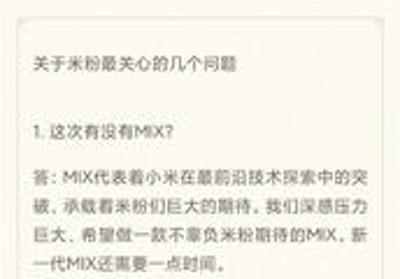 关于米粉最关心的几个问题
1. 这次有没有MIX?
答: MIX代表着小米在最前沿技术探索中的突
破、承载着米粉们巨大的期待。我们深感压力
巨大、希望做一款不辜负米粉期待的MIX。新
一代MIX还需要一点时间。